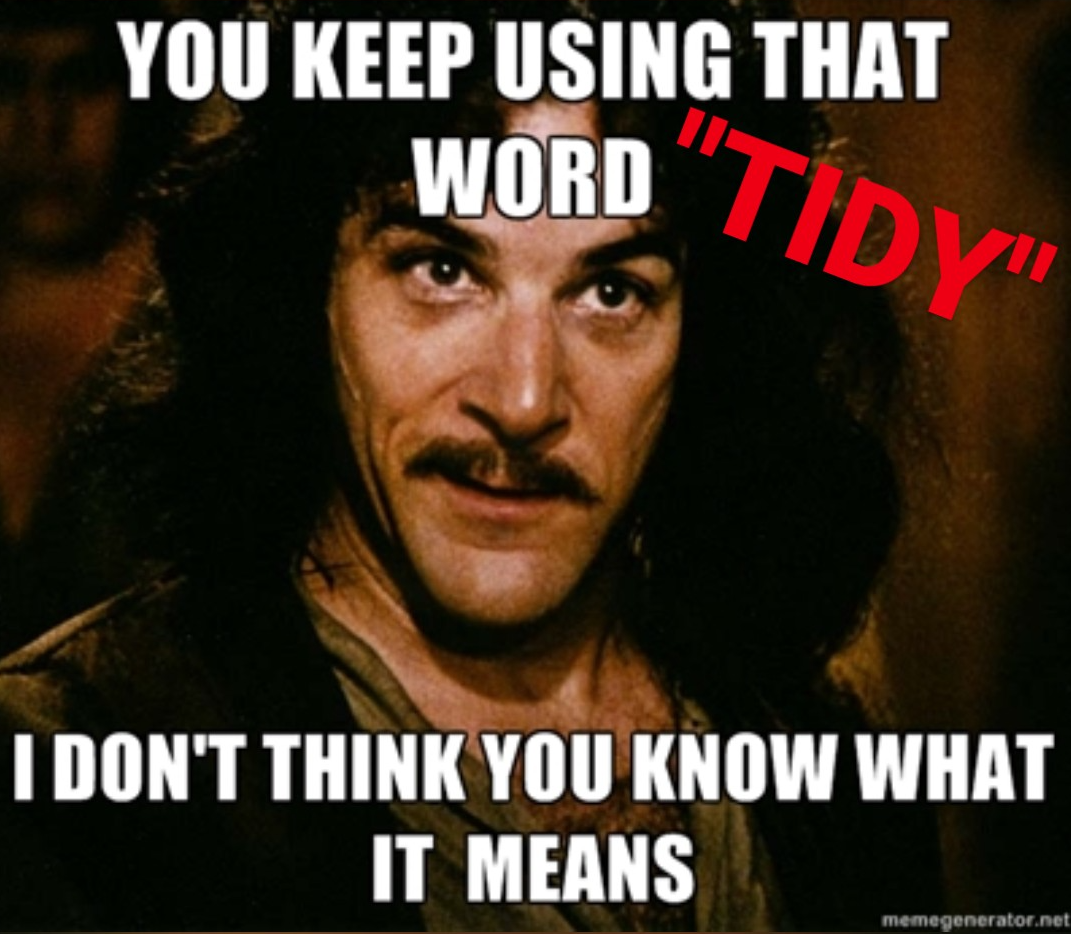 YOU KEEP USING THAT
WORD "TIDY"
I DON'T THINK YOU KNOW WHAT
IT MEANS
memegenerator.net